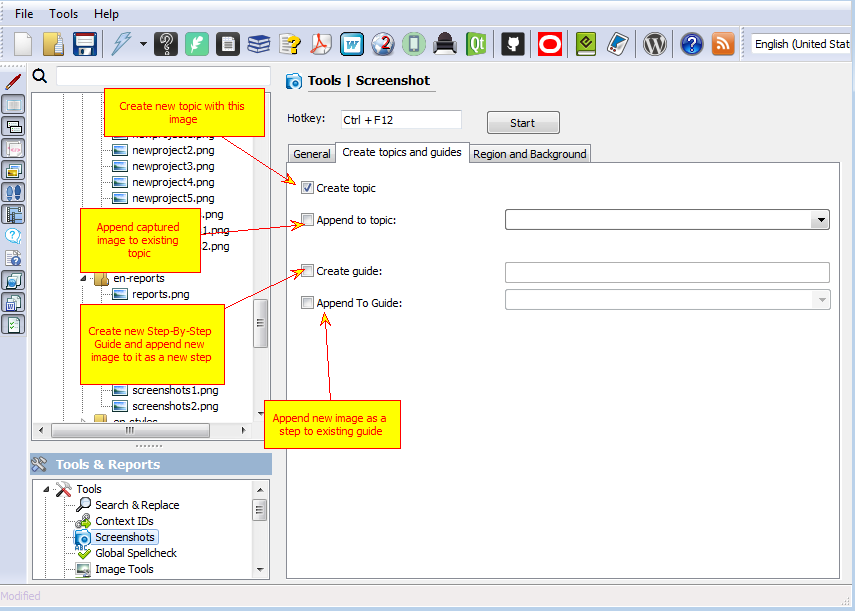 File Tools Help
English (United Stat
Tools | Screenshot
Create new topic with this
image
Hotkey: Ctrl + F12 Start
General Create topics and guides Region and Background
newproject2.png
newproject3.png
newproject4.png
newproject5.png
.png
1.png
2.png
Create topic
Append captured
image to existing
topic
Append to topic:
en-reports
reports.png
Create guide:
Append To Guide:
Create new Step-By-Step
Guide and append new
image to it as a new step
screenshots1.png
screenshots2.png
en-styles
Append new image as a
step to existing guide
Tools & Reports
Tools
Search & Replace
Context IDs
Screenshots
Global Spellcheck
Image Tools
Modified